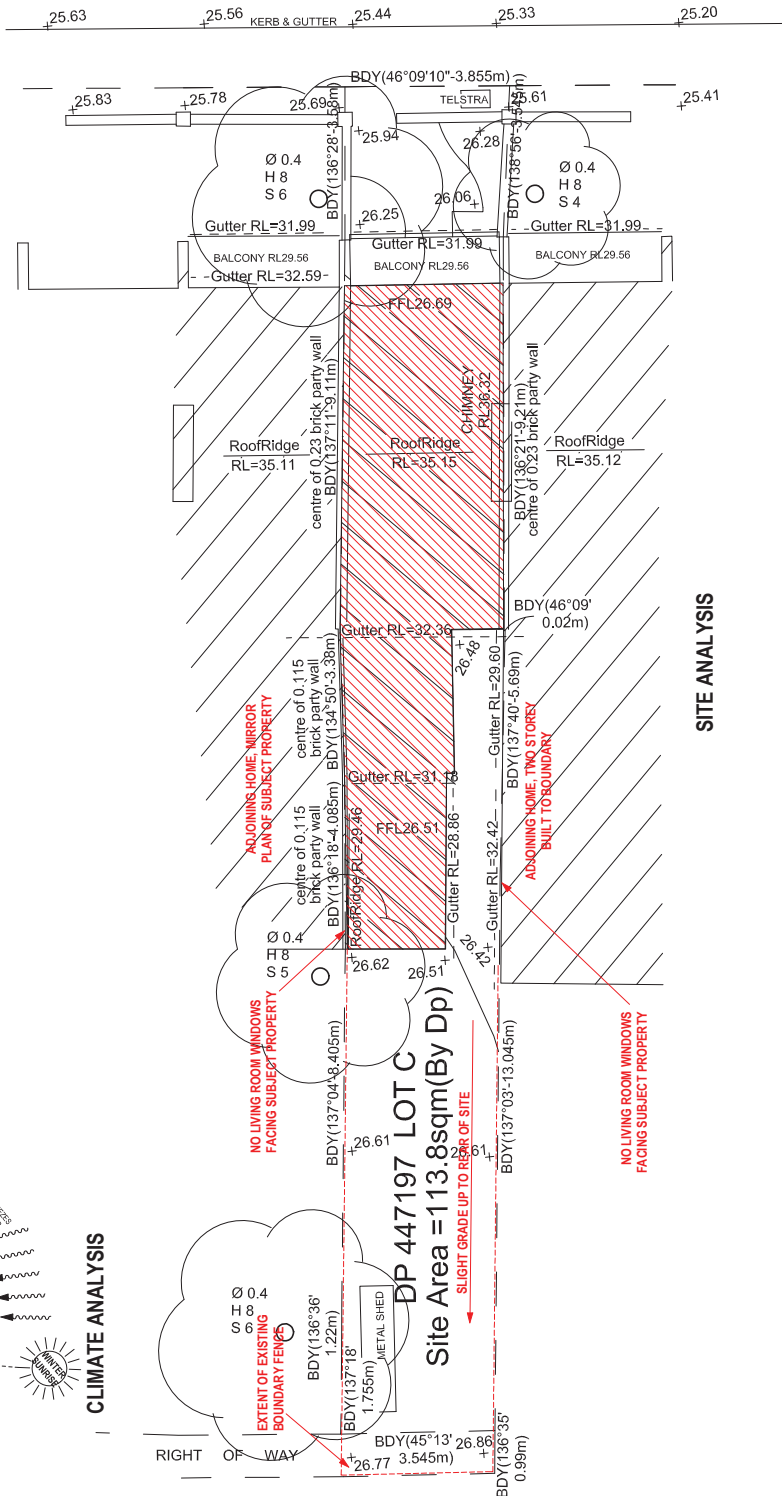 25.63
25.56
KERB & GUTTER
25.44
25.33
25.20
BDY(46°09'10"-3.855m)
25.83
25.78
25.69
TELSTRA
25.61
25.41
BDY(136°28'-3.58m)
25.94
26.28
BDY(138°56'-3.545m)
Ø 0.4
H 8
S 6
Ø 0.4
H 8
S 4
26.06
26.25
Gutter RL=31.99
Gutter RL=31.99
Gutter RL=31.99
BALCONY RL29.56
BALCONY RL29.56
BALCONY RL29.56
Gutter RL=32.59
FFL26.69
centre of 0.23 brick party wall
BDY(137°11'-9.11m)
CHIMNEY
RL36.32
BDY(136°21'-9.21m)
centre of 0.23 brick party wall
RoofRidge
RL=35.11
RoofRidge
RL=35.15
RoofRidge
RL=35.12
BDY(46°09'
0.02m)
Gutter RL=32.36
26.48
SITE ANALYSIS
ADJOINING HOME, MIRROR
PLAN OF SUBJECT PROPERTY
centre of 0.115
brick party wall
BDY(134°50'-3.38m)
Gutter RL=29.60
BDY(137°40'-5.69m)
ADJOINING HOME, TWO STOREY
BUILT TO BOUNDARY
Gutter RL=31.18
centre of 0.115
brick party wall
BDY(136°18'-4.085m)
RoofRidge RL=29.46
FFL26.51
Gutter RL=28.86
Gutter RL=32.42
Ø 0.4
H 8
S 5
26.62
26.51
26.42
NO LIVING ROOM WINDOWS
FACING SUBJECT PROPERTY
BDY(137°04'-8.405m)
DP 447197 LOT C
Site Area =113.8sqm(By Dp)
BDY(137°03'-13.045m)
NO LIVING ROOM WINDOWS
FACING SUBJECT PROPERTY
26.61
26.61
SLIGHT GRADE UP TO REAR OF SITE
CLIMATE ANALYSIS
WINTER
SUNRISE
Ø 0.4
H 8
S 6
BDY(136°36'
1.22m)
METAL SHED
EXTENT OF EXISTING
BOUNDARY FENCE
BDY(137°18'
1.755m)
RIGHT OF WAY
BDY(45°13'
3.545m)
26.77
26.86
BDY(136°35'
0.99m)